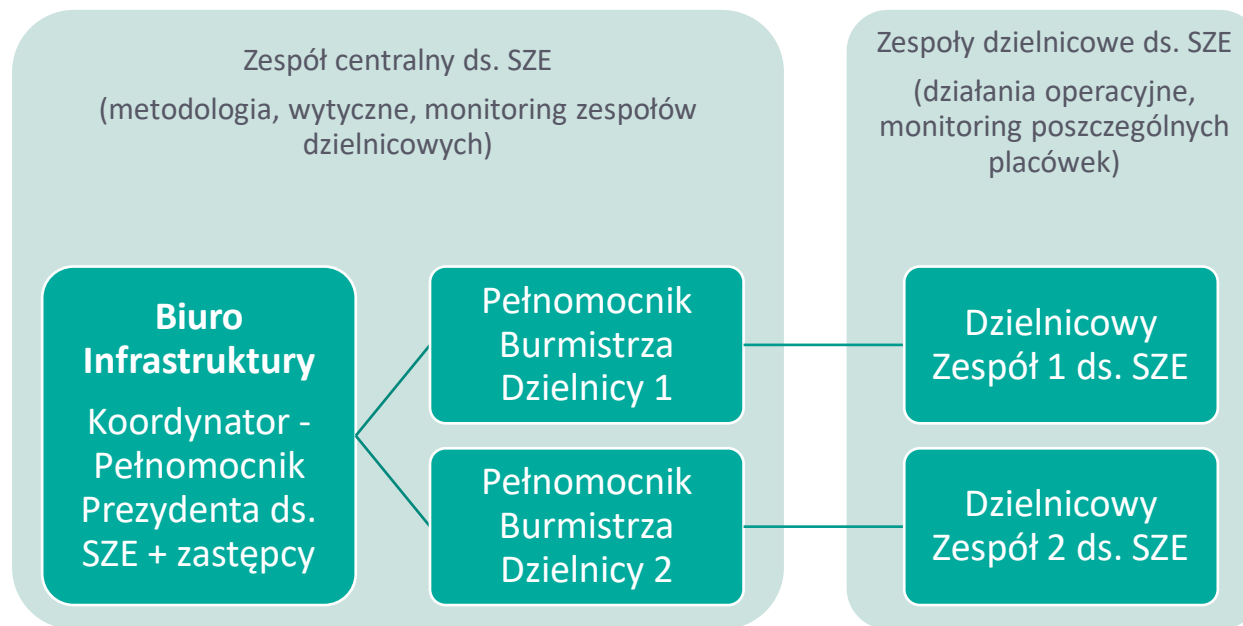 Zespół centralny ds. SZE
(metodologia, wytyczne, monitoring zespołów
dzielnicowych)
Biuro
Infrastruktury
Koordynator -
Pełnomocnik
Prezydenta ds.
SZE + zastępcy
Pełnomocnik
Burmistrza
Dzielnicy 1
Pełnomocnik
Burmistrza
Dzielnicy 2
Zespoły dzielnicowe ds. SZE
(działania operacyjne,
monitoring poszczególnych
placówek)
Dzielnicowy
Zespół 1 ds. SZE
Dzielnicowy
Zespół 2 ds. SZE